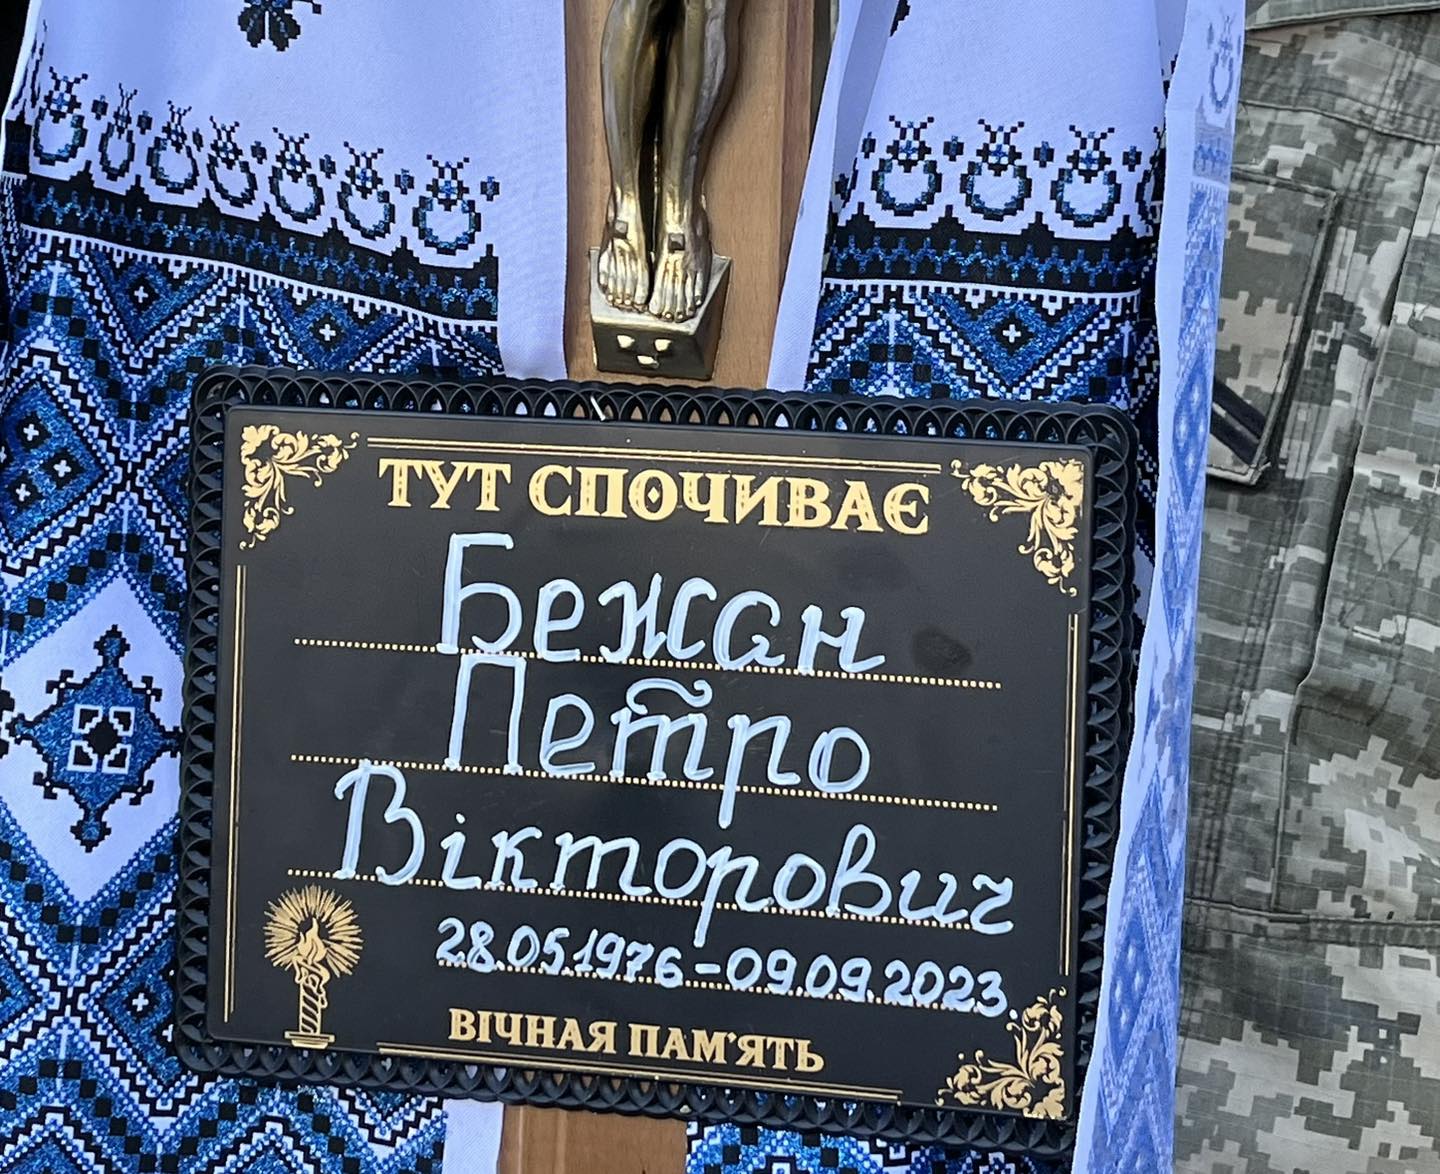 ТУТ СПОЧИВАЄ
Бежан
Петро
Вікторович
28.05.1976-09.09.2023.
ВІЧНАЯ ПАМ'ЯТЬ